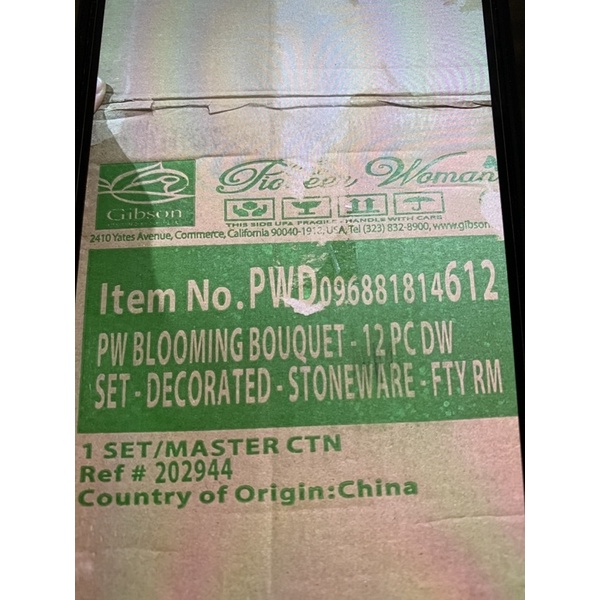 Gibson
Pioneer Woman
THIS SIDE UP & FRAGILE HANDLE WITH CARE
2410 Yates Avenue, Commerce, California 90040-1912, USA, Tel (323) 832-8900, www.gibson
Item No. PWD096881814612
PW BLOOMING BOUQUET - 12 PC DW
SET - DECORATED - STONEWARE - FTY RM
1 SET/MASTER CTN
Ref # 202944
Country of Origin:China